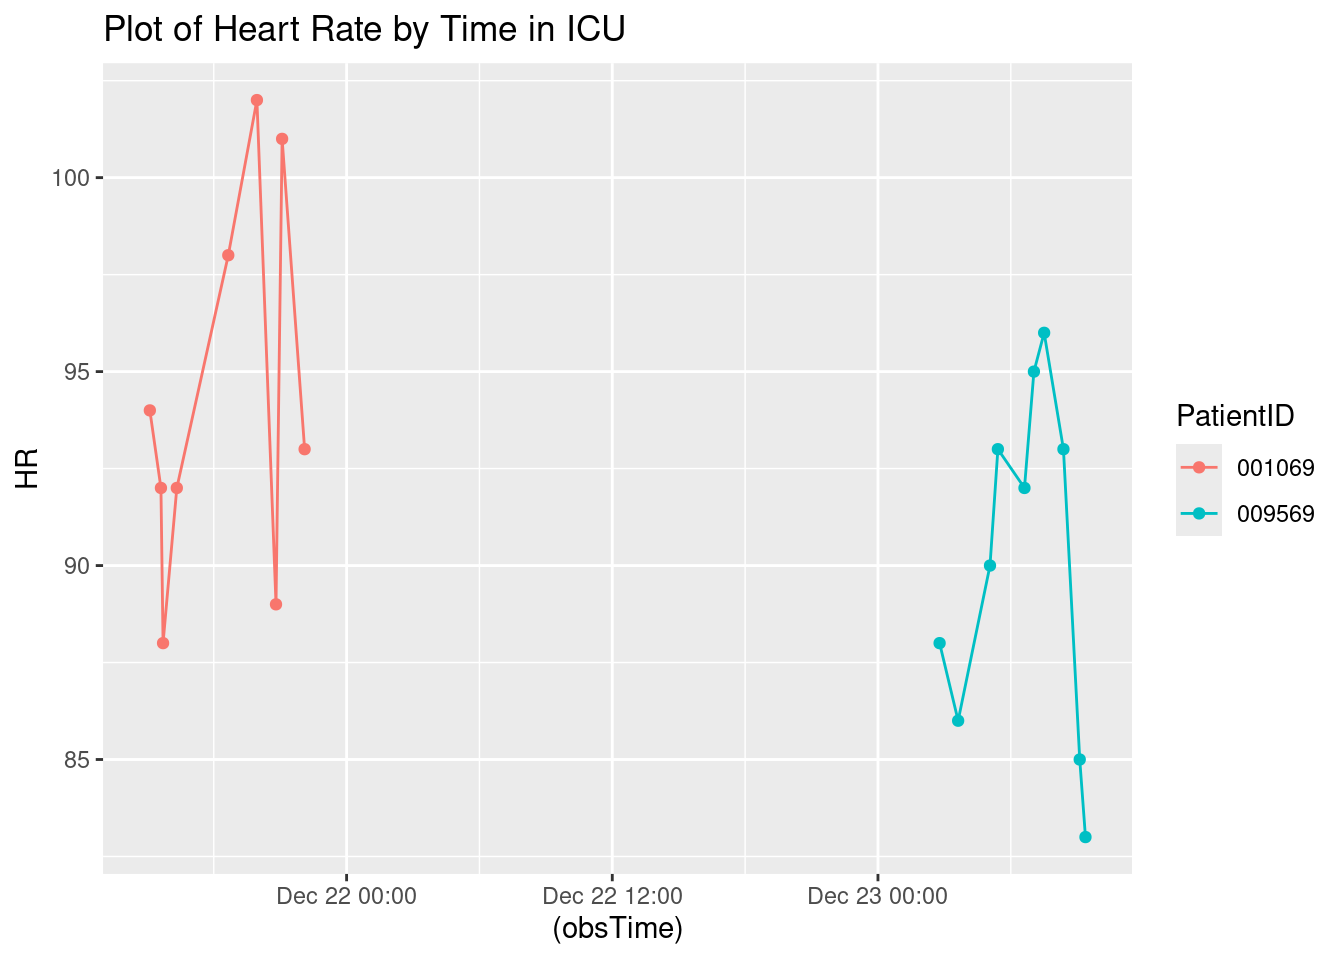 Plot of Heart Rate by Time in ICU
HR
100
95
90
85
Dec 22 00:00
Dec 22 12:00
Dec 23 00:00
(obsTime)
PatientID
001069
009569